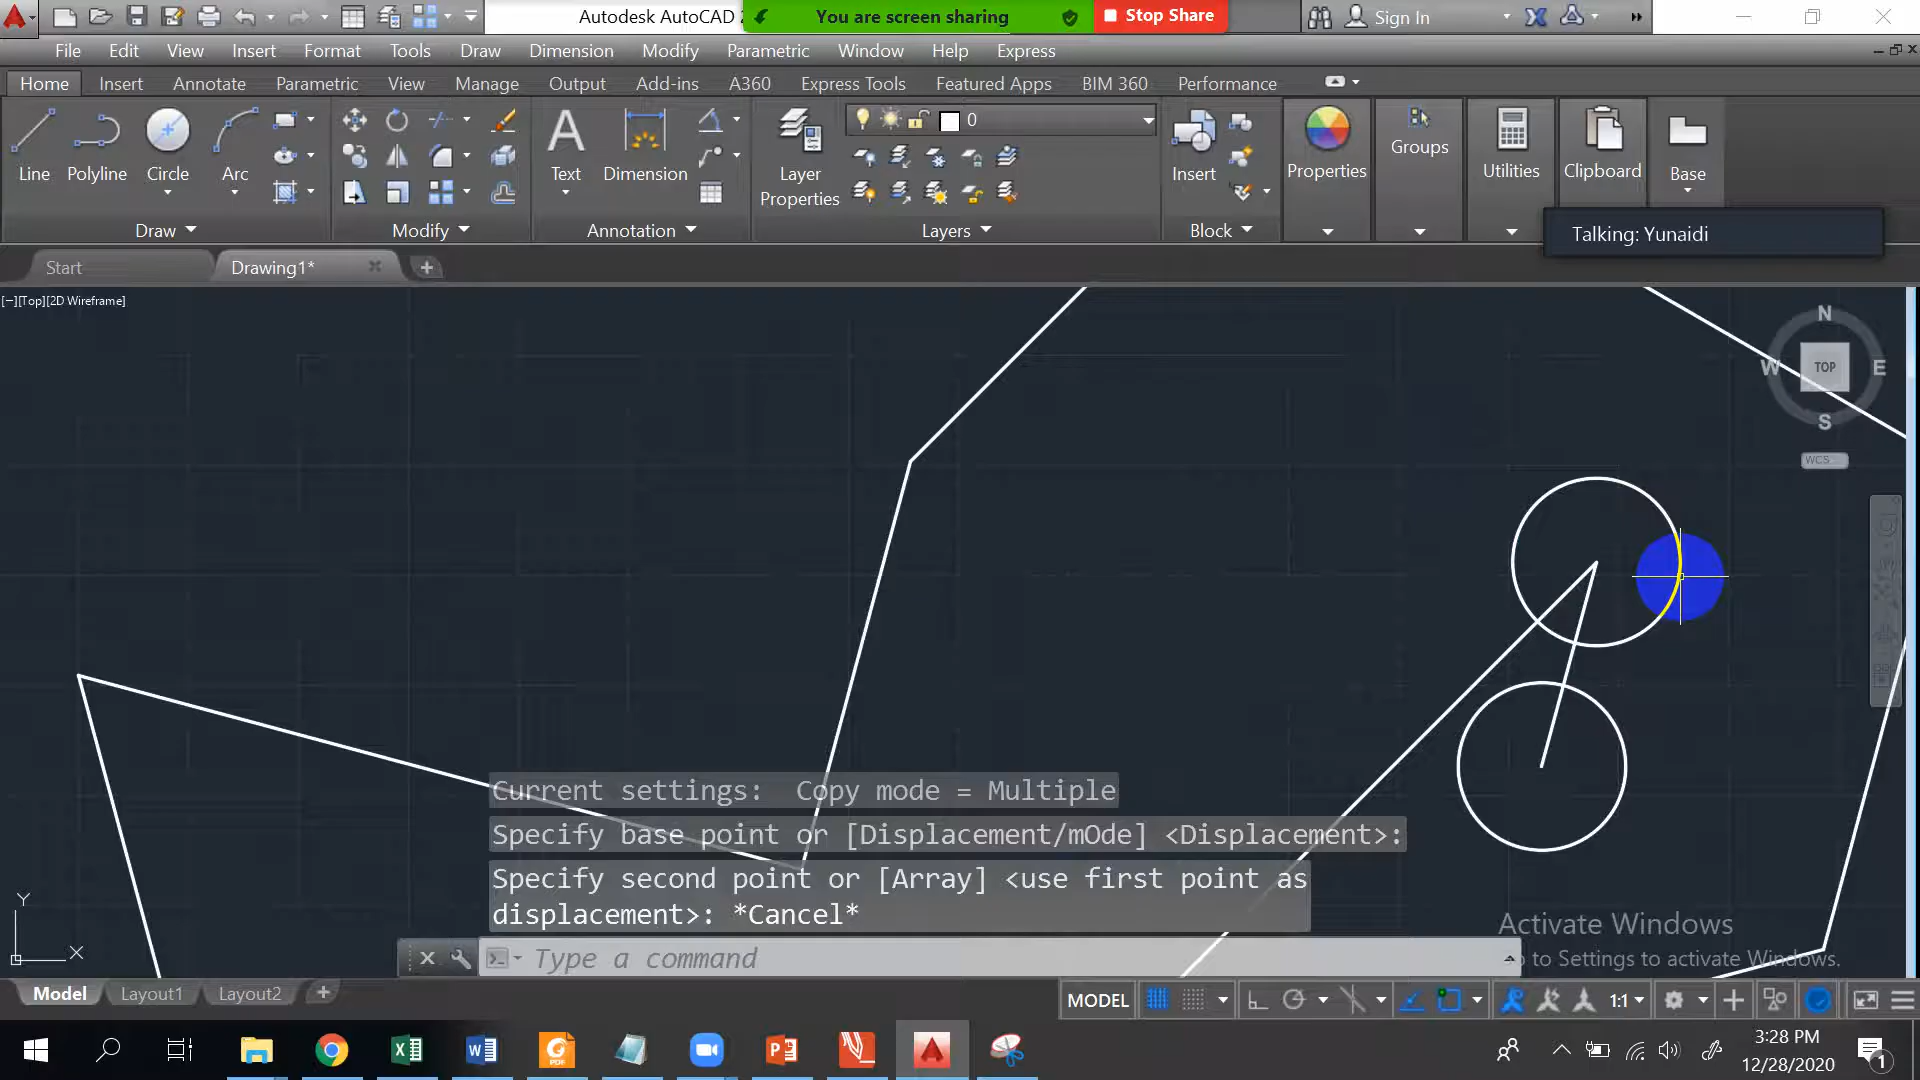 Autodesk AutoCAD
You are screen sharing
Stop Share
Sign In
File Edit View Insert Format Tools Draw Dimension Modify Parametric Window Help Express
Home Insert Annotate Parametric View Manage Output Add-ins A360 Express Tools Featured Apps BIM 360 Performance
0
Line Polyline Circle Arc
Text Dimension
Layer Properties
Insert
Properties
Groups
Utilities
Clipboard
Base
Draw Modify Annotation Layers Block
Talking: Yunaidi
Start Drawing1*
[−][Top][2D Wireframe]
N
W TOP E
S
WCS
Current settings: Copy mode = Multiple
Specify base point or [Displacement/mOde] <Displacement>:
Specify second point or [Array] <use first point as
displacement>: *Cancel*
Y
X
Type a command
Activate Windows
to Settings to activate Windows.
Model Layout1 Layout2
MODEL 1:1
3:28 PM
12/28/2020
1